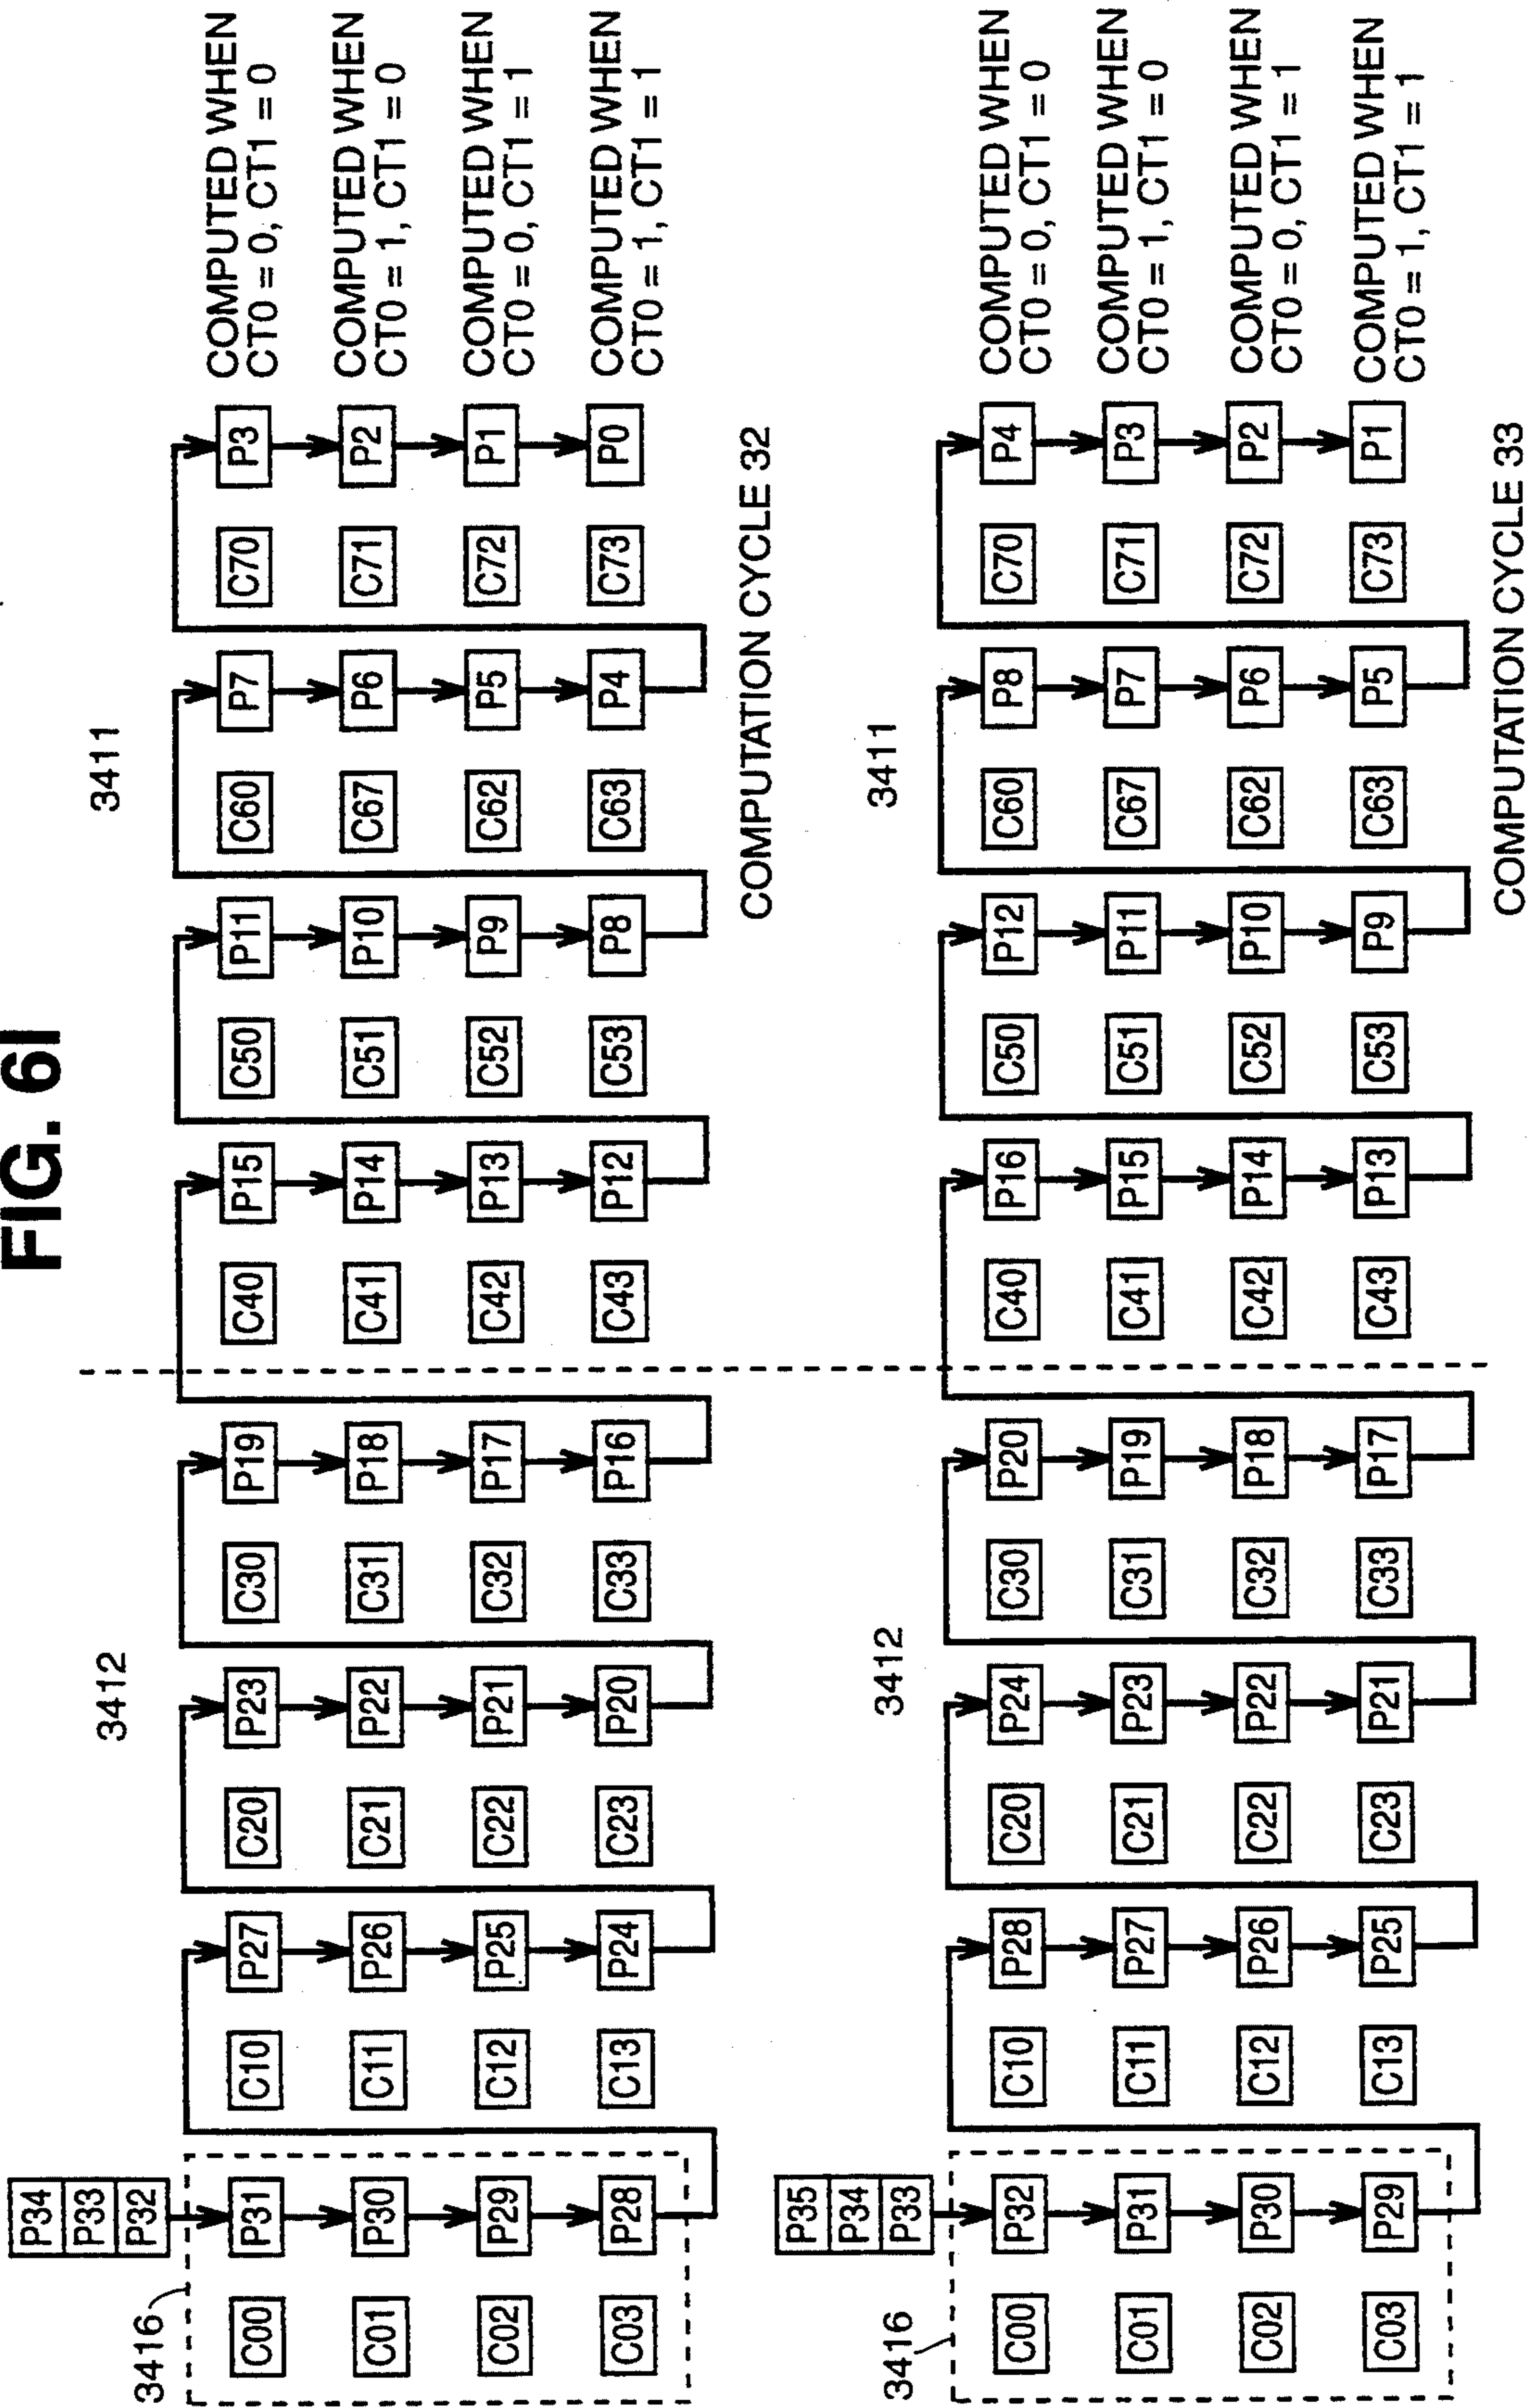 FIG. 6I
P34
P33
P32
3416
3412
3411
C00 P31 C10 P27 C20 P23 C30 P19 C40 P15 C50 P11 C60 P7 C70 P3 COMPUTED WHEN
CT0 = 0, CT1 = 0
C01 P30 C11 P26 C21 P22 C31 P18 C41 P14 C51 P10 C67 P6 C71 P2 COMPUTED WHEN
CT0 = 1, CT1 = 0
C02 P29 C12 P25 C22 P21 C32 P17 C42 P13 C52 P9 C62 P5 C72 P1 COMPUTED WHEN
CT0 = 0, CT1 = 1
C03 P28 C13 P24 C23 P20 C33 P16 C43 P12 C53 P8 C63 P4 C73 P0 COMPUTED WHEN
CT0 = 1, CT1 = 1
COMPUTATION CYCLE 32
P35
P34
P33
3416
3412
3411
C00 P32 C10 P28 C20 P24 C30 P20 C40 P16 C50 P12 C60 P8 C70 P4 COMPUTED WHEN
CT0 = 0, CT1 = 0
C01 P31 C11 P27 C21 P23 C31 P19 C41 P15 C51 P11 C67 P7 C71 P3 COMPUTED WHEN
CT0 = 1, CT1 = 0
C02 P30 C12 P26 C22 P22 C32 P18 C42 P14 C52 P10 C62 P6 C72 P2 COMPUTED WHEN
CT0 = 0, CT1 = 1
C03 P29 C13 P25 C23 P21 C33 P17 C43 P13 C53 P9 C63 P5 C73 P1 COMPUTED WHEN
CT0 = 1, CT1 = 1
COMPUTATION CYCLE 33